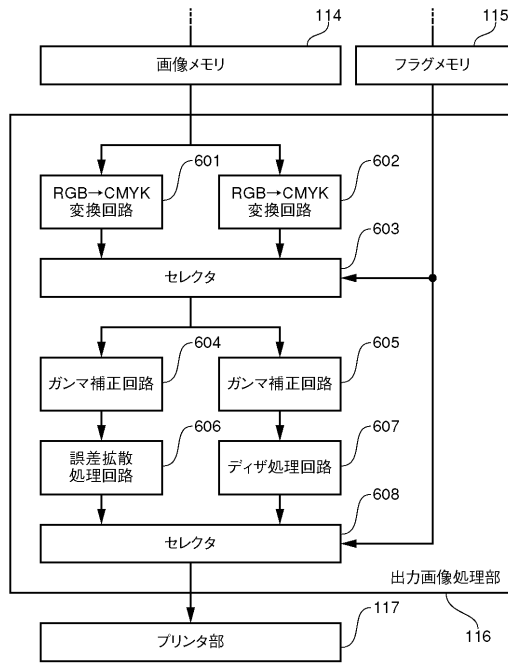 114
115
画像メモリ
フラグメモリ
601
602
RGB→CMYK
変換回路
RGB→CMYK
変換回路
603
セレクタ
604
605
ガンマ補正回路
ガンマ補正回路
606
607
誤差拡散
処理回路
ディザ処理回路
608
セレクタ
出力画像処理部
117
116
プリンタ部